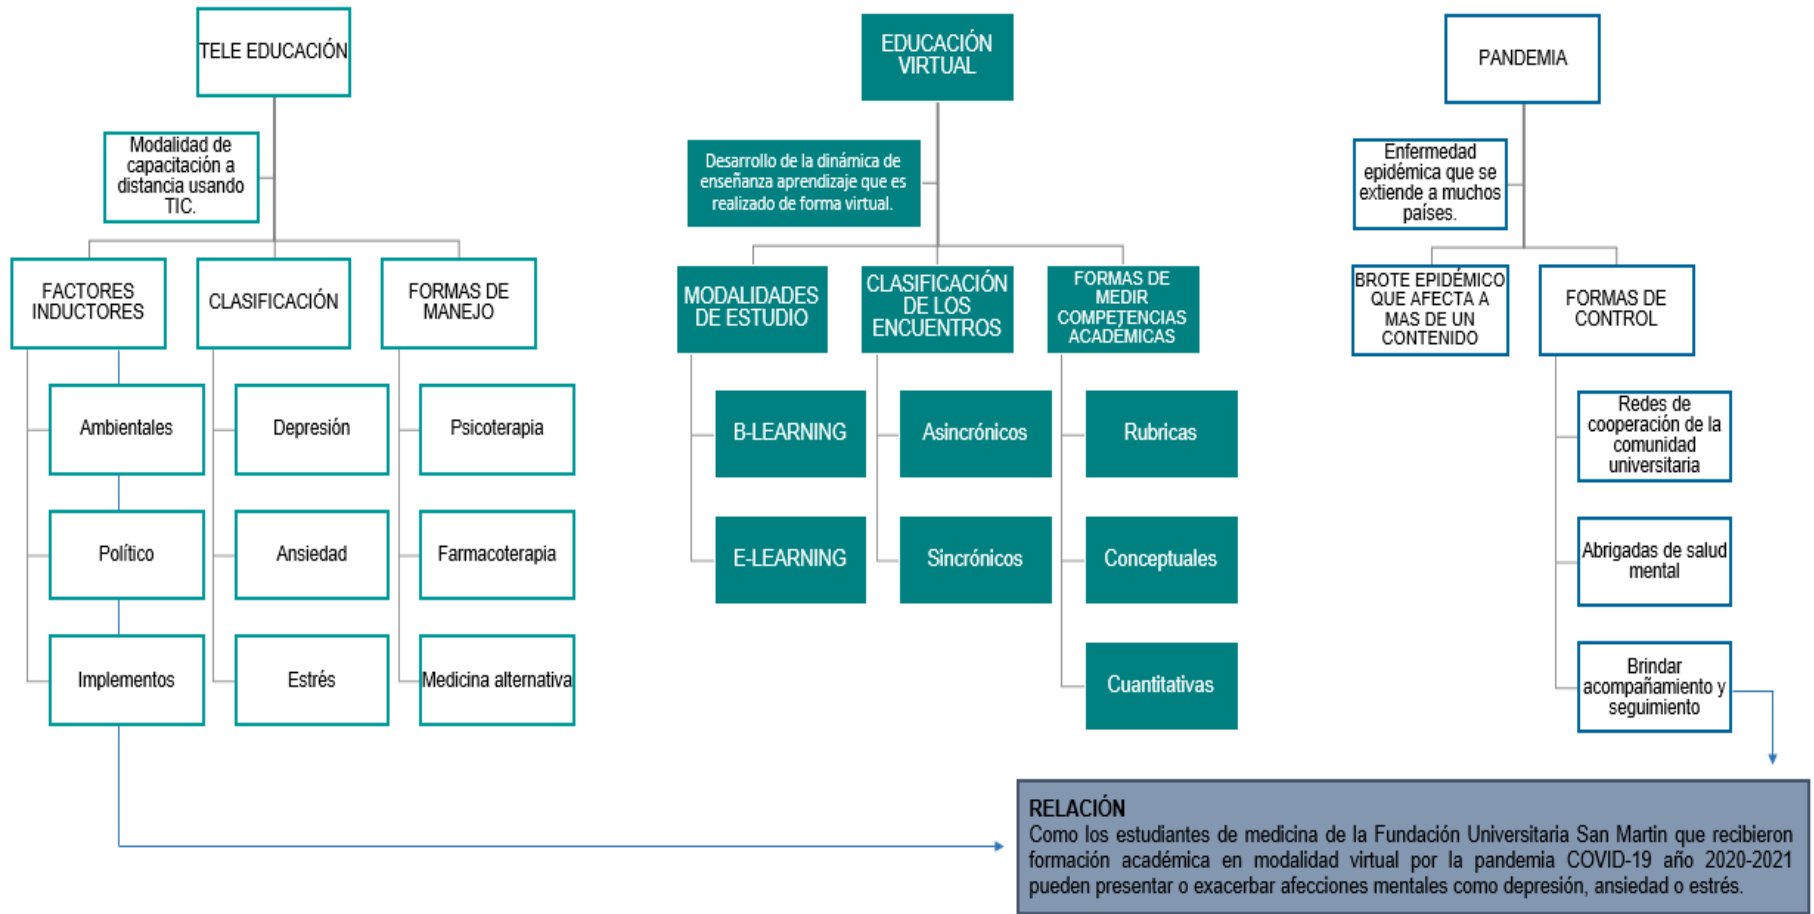 TELE EDUCACIÓN
Modalidad de
capacitación a
distancia usando
TIC.
FACTORES
INDUCTORES
CLASIFICACIÓN
FORMAS DE
MANEJO
Ambientales
Depresión
Psicoterapia
Político
Ansiedad
Farmacoterapia
Implementos
Estrés
Medicina alternativa
EDUCACIÓN
VIRTUAL
Desarrollo de la dinámica de
enseñanza aprendizaje que es
realizado de forma virtual.
MODALIDADES
DE ESTUDIO
CLASIFICACIÓN
DE LOS
ENCUENTROS
FORMAS DE
MEDIR
COMPETENCIAS
ACADÉMICAS
B-LEARNING
Asincrónicos
Rubricas
E-LEARNING
Sincrónicos
Conceptuales
Cuantitativas
PANDEMIA
Enfermedad
epidémica que se
extiende a muchos
países.
BROTE EPIDÉMICO
QUE AFECTA A
MAS DE UN
CONTENIDO
FORMAS DE
CONTROL
Redes de
cooperación de la
comunidad
universitaria
Abrigadas de salud
mental
Brindar
acompañamiento y
seguimiento
RELACIÓN
Como los estudiantes de medicina de la Fundación Universitaria San Martin que recibieron
formación académica en modalidad virtual por la pandemia COVID-19 año 2020-2021
pueden presentar o exacerbar afecciones mentales como depresión, ansiedad o estrés.